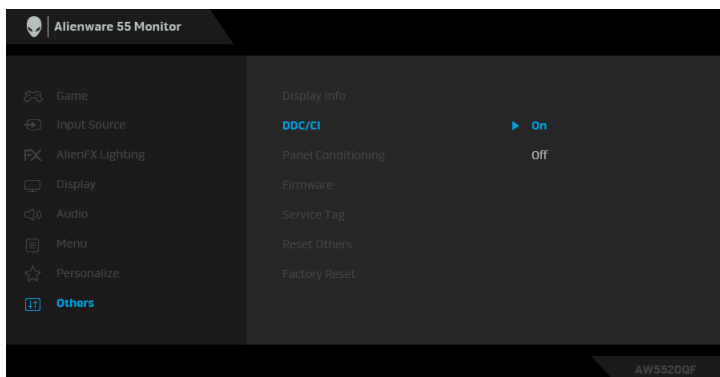 Alienware 55 Monitor
Game
Input Source
AlienFX Lighting
Display
Audio
Menu
Personalize
Others
Display Info
DDC/CI On
Panel Conditioning Off
Firmware
Service Tag
Reset Others
Factory Reset
AW5520QF